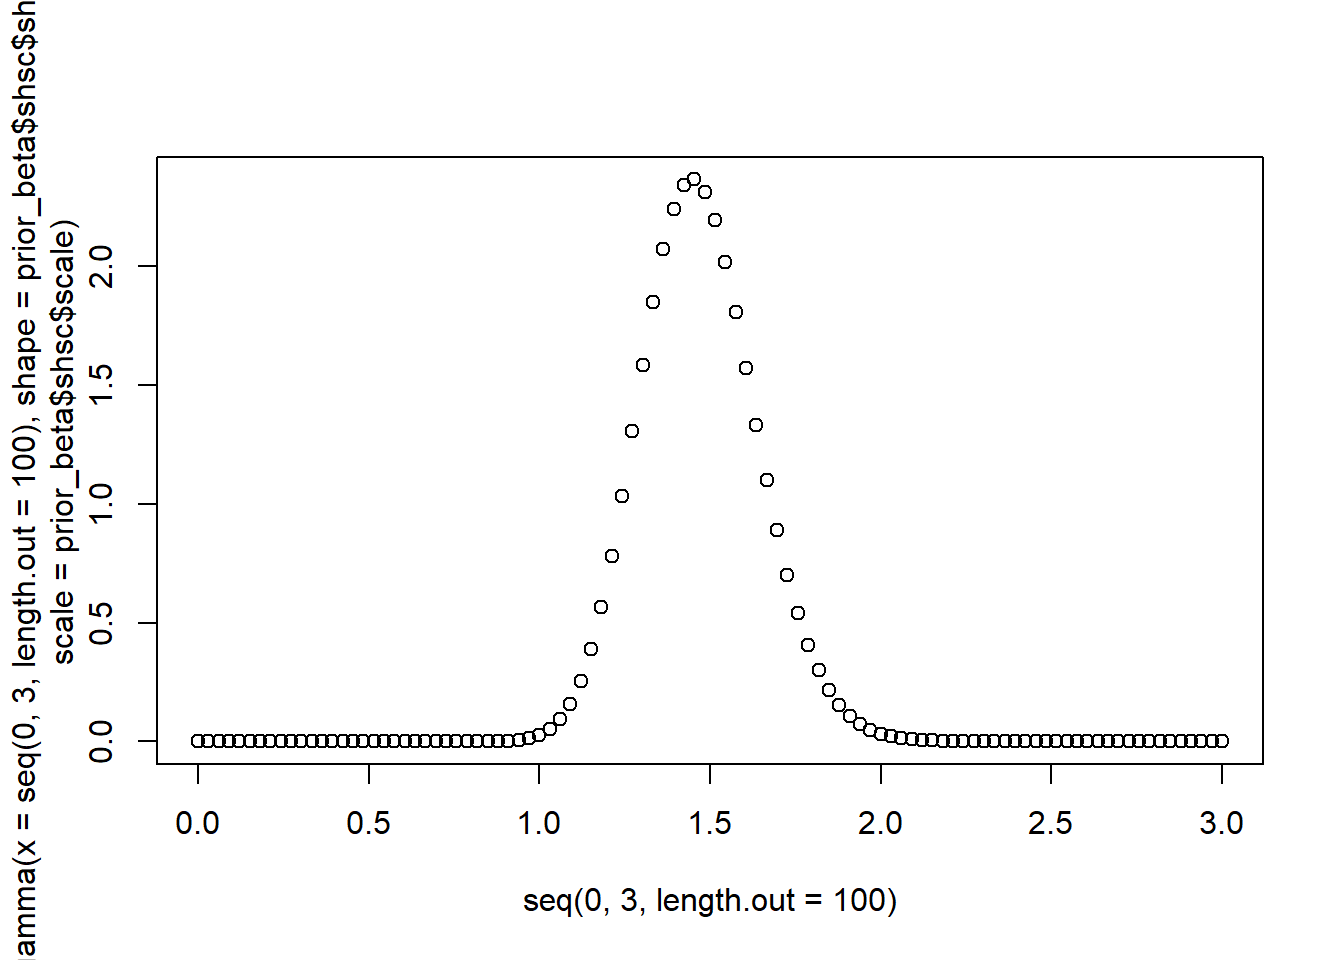 amma(x = seq(0, 3, length.out = 100), shape = prior_beta$shsc$sh
scale = prior_beta$shsc$scale)
2.0
1.5
1.0
0.5
0.0
0.0 0.5 1.0 1.5 2.0 2.5 3.0
seq(0, 3, length.out = 100)